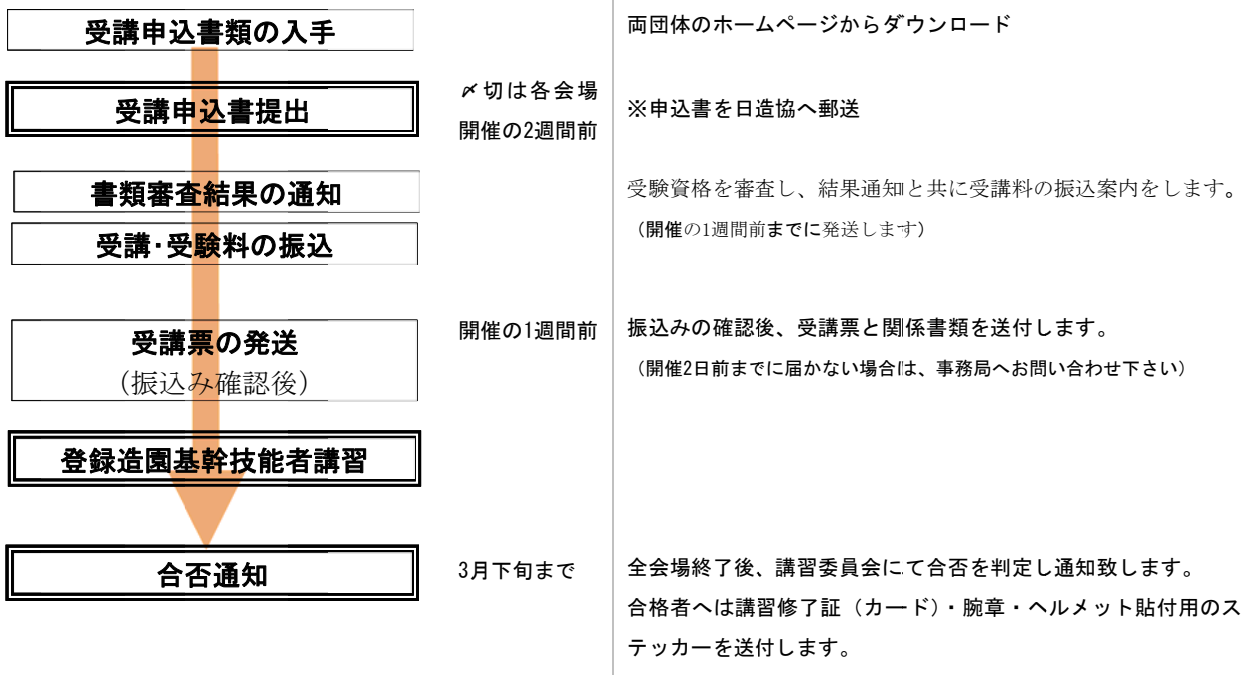 受講申込書類の入手
両団体のホームページからダウンロード
受講申込書提出
〆切は各会場
開催の2週間前
※申込書を日造協へ郵送
書類審査結果の通知
受験資格を審査し、結果通知と共に受講料の振込案内をします。
（開催の1週間前までに発送します）
受講・受験料の振込
受講票の発送
（振込み確認後）
開催の1週間前
振込みの確認後、受講票と関係書類を送付します。
（開催2日前までに届かない場合は、事務局へお問い合わせ下さい）
登録造園基幹技能者講習
合否通知
3月下旬まで
全会場終了後、講習委員会にて合否を判定し通知致します。
合格者へは講習修了証（カード）・腕章・ヘルメット貼付用のス
テッカーを送付します。